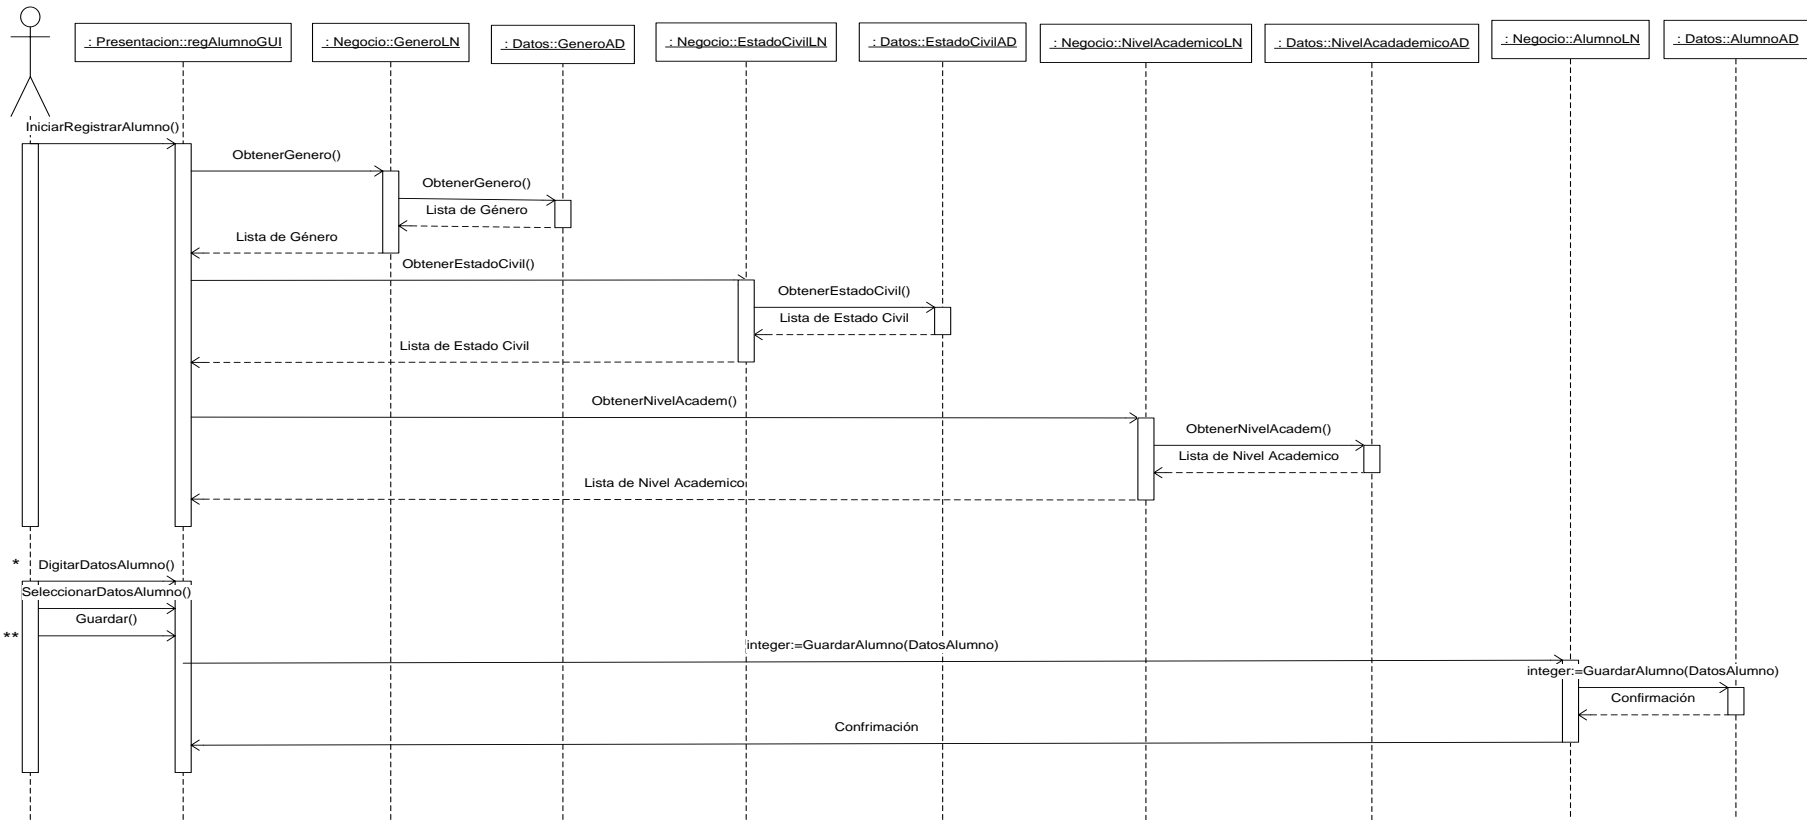 : Presentacion::regAlumnoGUI
: Negocio::GeneroLN
: Datos::GeneroAD
: Negocio::EstadoCivilLN
: Datos::EstadoCivilAD
: Negocio::NivelAcademicoLN
: Datos::NivelAcadademicoAD
: Negocio::AlumnoLN
: Datos::AlumnoAD
IniciarRegistrarAlumno()
ObtenerGenero()
ObtenerGenero()
Lista de Género
Lista de Género
ObtenerEstadoCivil()
ObtenerEstadoCivil()
Lista de Estado Civil
Lista de Estado Civil
ObtenerNivelAcadem()
ObtenerNivelAcadem()
Lista de Nivel Academico
Lista de Nivel Academico
* DigitarDatosAlumno()
SeleccionarDatosAlumno()
Guardar()
**
integer:=GuardarAlumno(DatosAlumno)
integer:=GuardarAlumno(DatosAlumno)
Confirmación
Confrimación